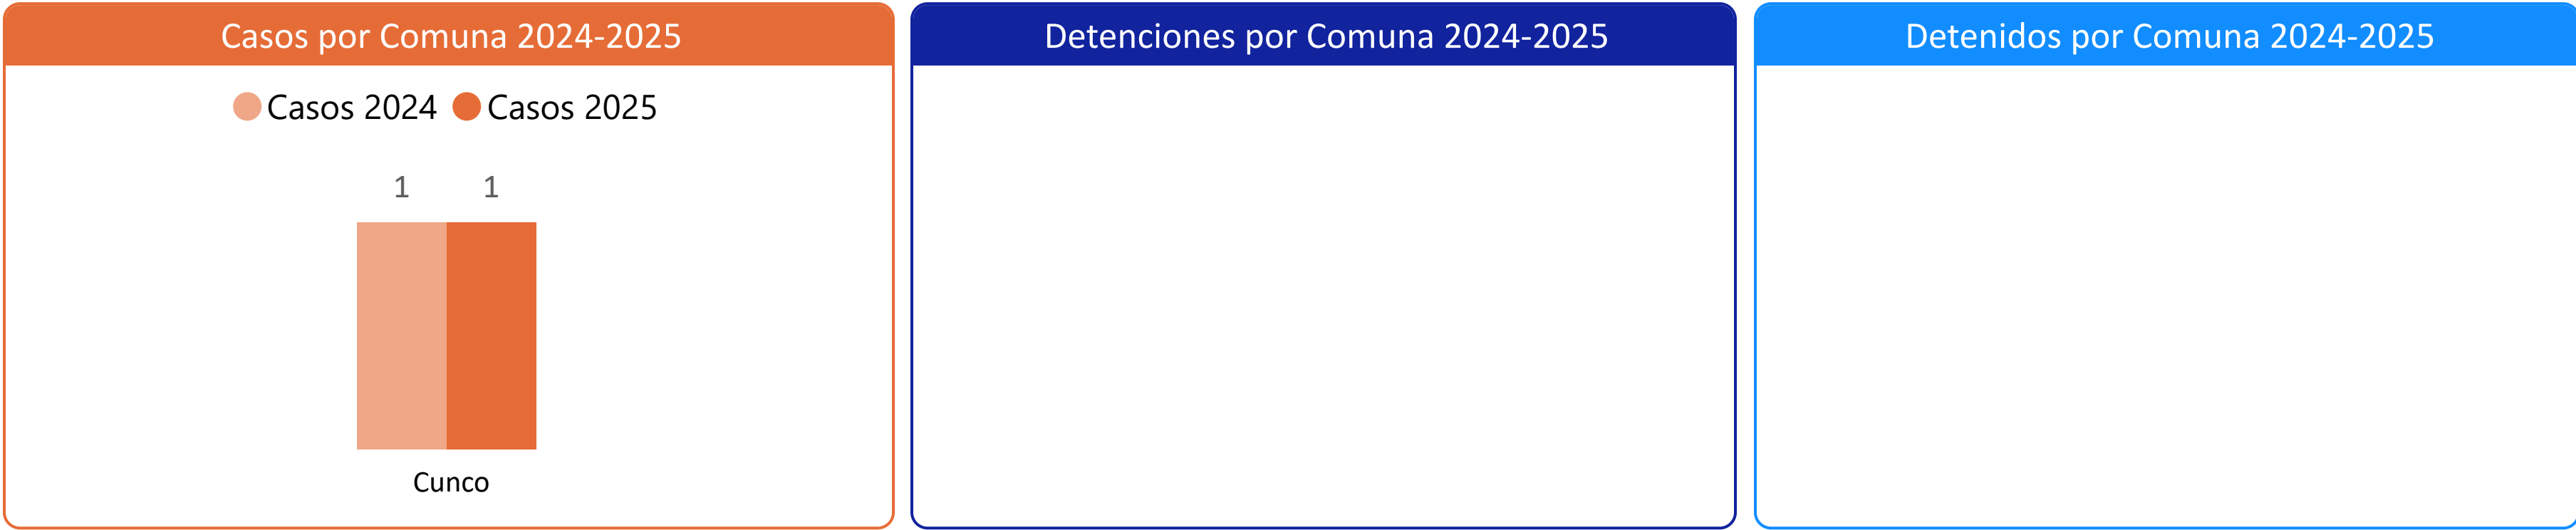 Casos por Comuna 2024-2025
Casos 2024 Casos 2025
1 1
Cunco
Detenciones por Comuna 2024-2025
Detenidos por Comuna 2024-2025